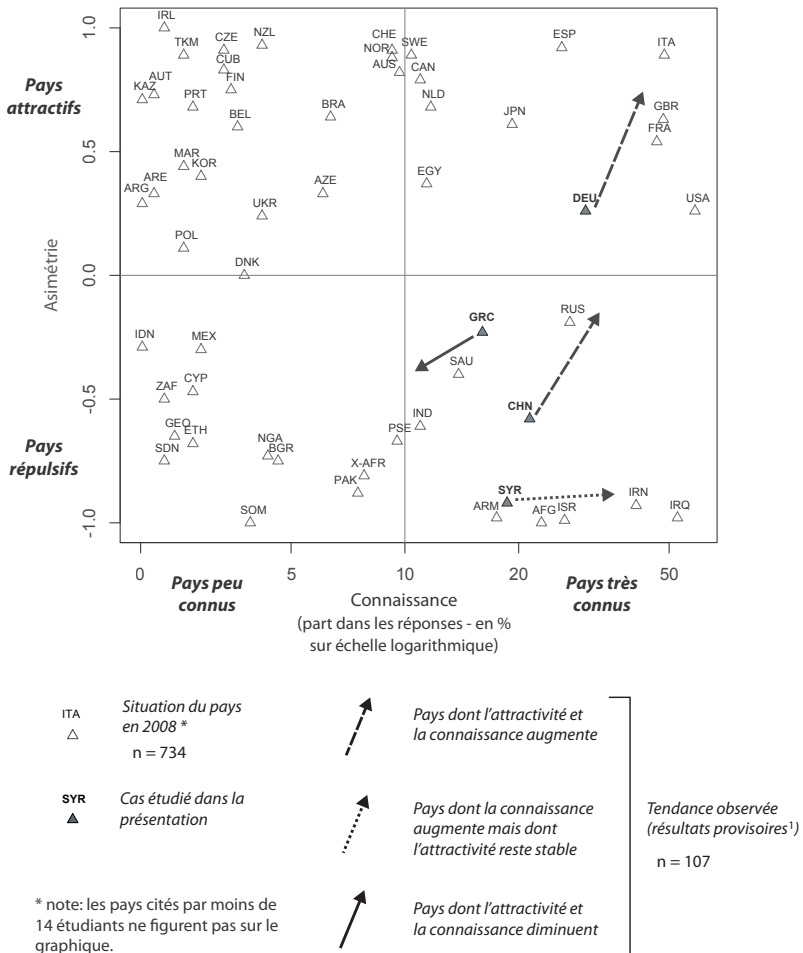 IRL
TKM
CZE
CUB
NZL
CHE
NOR
AUS
SWE
CAN
ESP
ITA
AUT
KAZ
PRT
FIN
BEL
BRA
NLD
JPN
GBR
FRA
MAR
KOR
ARE
ARG
AZE
EGY
UKR
DEU
USA
POL
DNK
IDN
MEX
GRC
RUS
SAU
CYP
ZAF
CHN
GEO
ETH
SDN
NGA
BGR
PSE
IND
X-AFR
PAK
SYR
SOM
ARM
AFG
ISR
IRN
IRQ
1.0
0.5
0.0
-0.5
-1.0
Asimétrie
Pays
attractifs
Pays
répulsifs
0
5
10
20
50
Pays peu
connus
Connaissance
(part dans les réponses - en %
sur échelle logarithmique)
Pays très
connus
ITA
Situation du pays
en 2008 *
n = 734
SYR
Cas étudié dans la
présentation
* note: les pays cités par moins de
14 étudiants ne figurent pas sur le
graphique.
Pays dont l'attractivité et
la connaissance augmente
Pays dont la connaissance
augmente mais dont
l'attractivité reste stable
Pays dont l'attractivité et
la connaissance diminuent
Tendance observée
(résultats provisoires¹)
n = 107